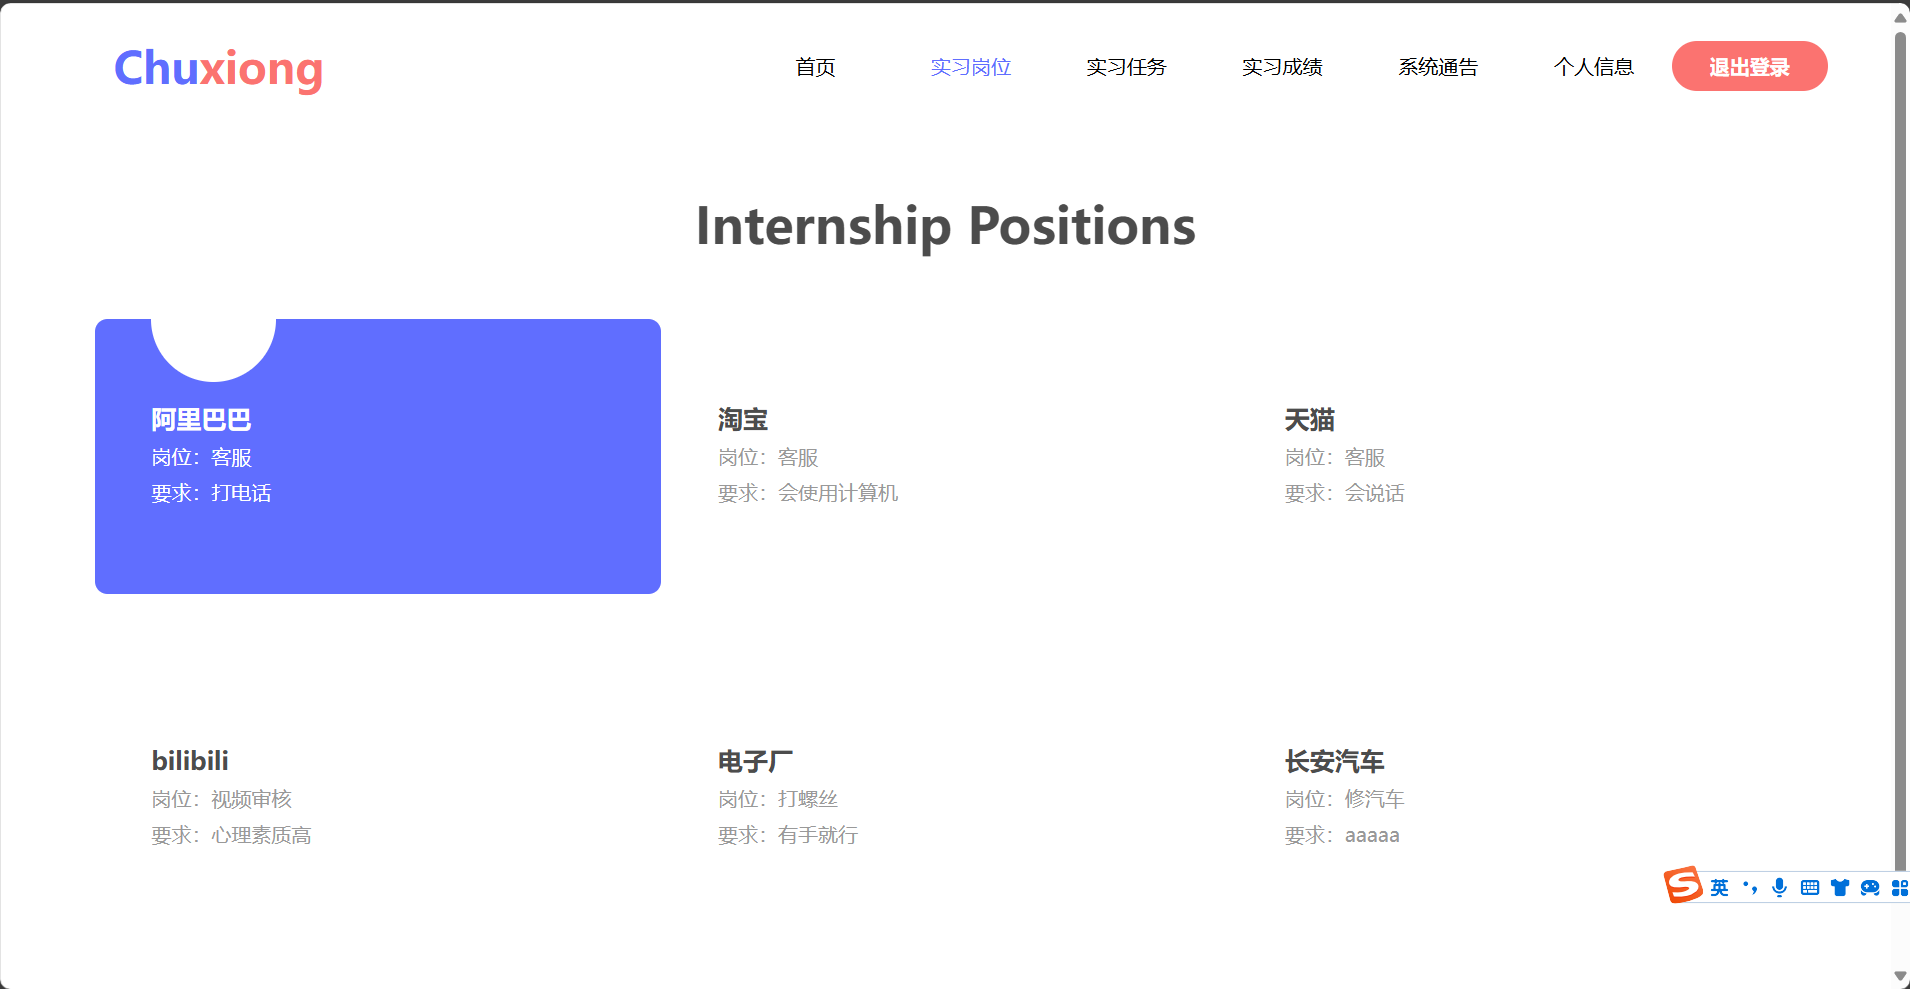 Chuxiong
首页 实习岗位 实习任务 实习成绩 系统通告 个人信息 退出登录
Internship Positions
阿里巴巴
岗位：客服
要求：打电话
淘宝
岗位：客服
要求：会使用计算机
天猫
岗位：客服
要求：会说话
bilibili
岗位：视频审核
要求：心理素质高
电子厂
岗位：打螺丝
要求：有手就行
长安汽车
岗位：修汽车
要求：aaaaa
S 英